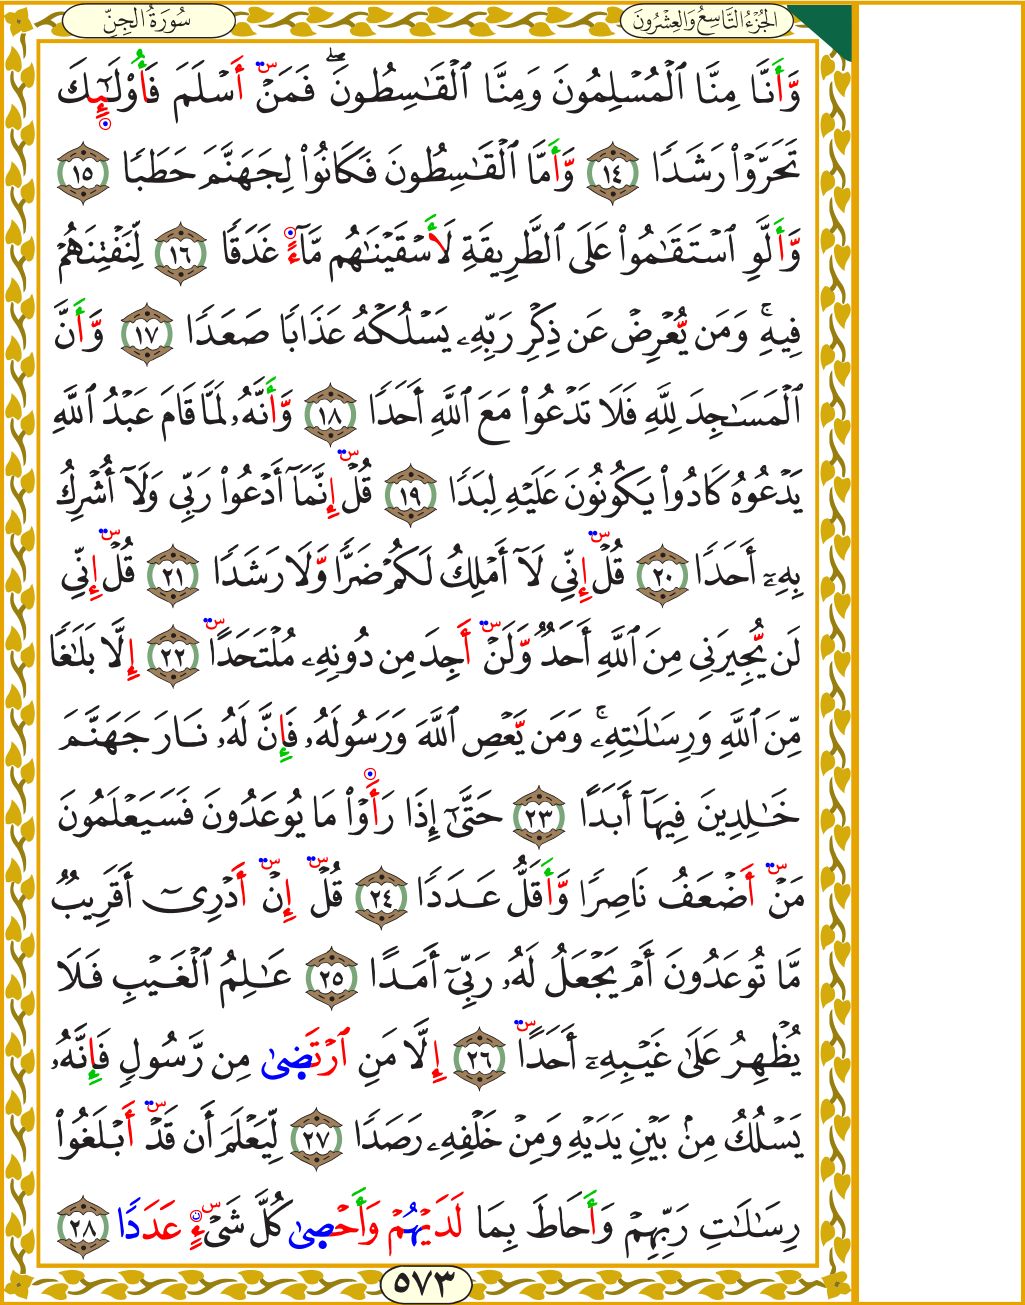 الجُزْءُ التَّاسِعُ وَالعِشْرُونَ
سُورَةُ الجِنّ
وَأَنَّا مِنَّا ٱلْمُسْلِمُونَ وَمِنَّا ٱلْقَٰسِطُونَۖ فَمَنْ أَسْلَمَ فَأُو۟لَٰٓئِكَ
تَحَرَّوْا۟ رَشَدًا ١٤ وَأَمَّا ٱلْقَٰسِطُونَ فَكَانُوا۟ لِجَهَنَّمَ حَطَبًا ١٥
وَأَلَّوِ ٱسْتَقَٰمُوا۟ عَلَى ٱلطَّرِيقَةِ لَأَسْقَيْنَٰهُم مَّآءً غَدَقًا ١٦ لِّنَفْتِنَهُمْ
فِيهِۚ وَمَن يُعْرِضْ عَن ذِكْرِ رَبِّهِۦ يَسْلُكْهُ عَذَابًا صَعَدًا ١٧ وَأَنَّ
ٱلْمَسَٰجِدَ لِلَّهِ فَلَا تَدْعُوا۟ مَعَ ٱللَّهِ أَحَدًا ١٨ وَأَنَّهُۥ لَمَّا قَامَ عَبْدُ ٱللَّهِ
يَدْعُوهُ كَادُوا۟ يَكُونُونَ عَلَيْهِ لِبَدًا ١٩ قُلْ إِنَّمَآ أَدْعُوا۟ رَبِّى وَلَآ أُشْرِكُ
بِهِۦٓ أَحَدًا ٢٠ قُلْ إِنِّى لَآ أَمْلِكُ لَكُمْ ضَرًّا وَّلَا رَشَدًا ٢١ قُلْ إِنِّى
لَن يُّجِيرَنِى مِنَ ٱللَّهِ أَحَدٌ وَّلَنْ أَجِدَ مِن دُونِهِۦ مُلْتَحَدًا ٢٢ إِلَّا بَلَٰغًا
مِّنَ ٱللَّهِ وَرِسَٰلَٰتِهِۦۚ وَمَن يَّعْصِ ٱللَّهَ وَرَسُولَهُۥ فَإِنَّ لَهُۥ نَارَ جَهَنَّمَ
خَٰلِدِينَ فِيهَآ أَبَدًا ٢٣ حَتَّىٰٓ إِذَا رَأَوْا۟ مَا يُوعَدُونَ فَسَيَعْلَمُونَ
مَنْ أَضْعَفُ نَاصِرًا وَّأَقَلُّ عَدَدًا ٢٤ قُلْ إِنْ أَدْرِىٓ أَقَرِيبٌ
مَّا تُوعَدُونَ أَمْ يَجْعَلُ لَهُۥ رَبِّىٓ أَمَدًا ٢٥ عَٰلِمُ ٱلْغَيْبِ فَلَا
يُظْهِرُ عَلَىٰ غَيْبِهِۦٓ أَحَدًا ٢٦ إِلَّا مَنِ ٱرْتَضَىٰ مِن رَّسُولٍ فَإِنَّهُۥ
يَسْلُكُ مِنۢ بَيْنِ يَدَيْهِ وَمِنْ خَلْفِهِۦ رَصَدًا ٢٧ لِّيَعْلَمَ أَن قَدْ أَبْلَغُوا۟
رِسَٰلَٰتِ رَبِّهِمْ وَأَحَاطَ بِمَا لَدَيْهِمْ وَأَحْصَىٰ كُلَّ شَىْءٍ عَدَدًا ٢٨
٥٧٣